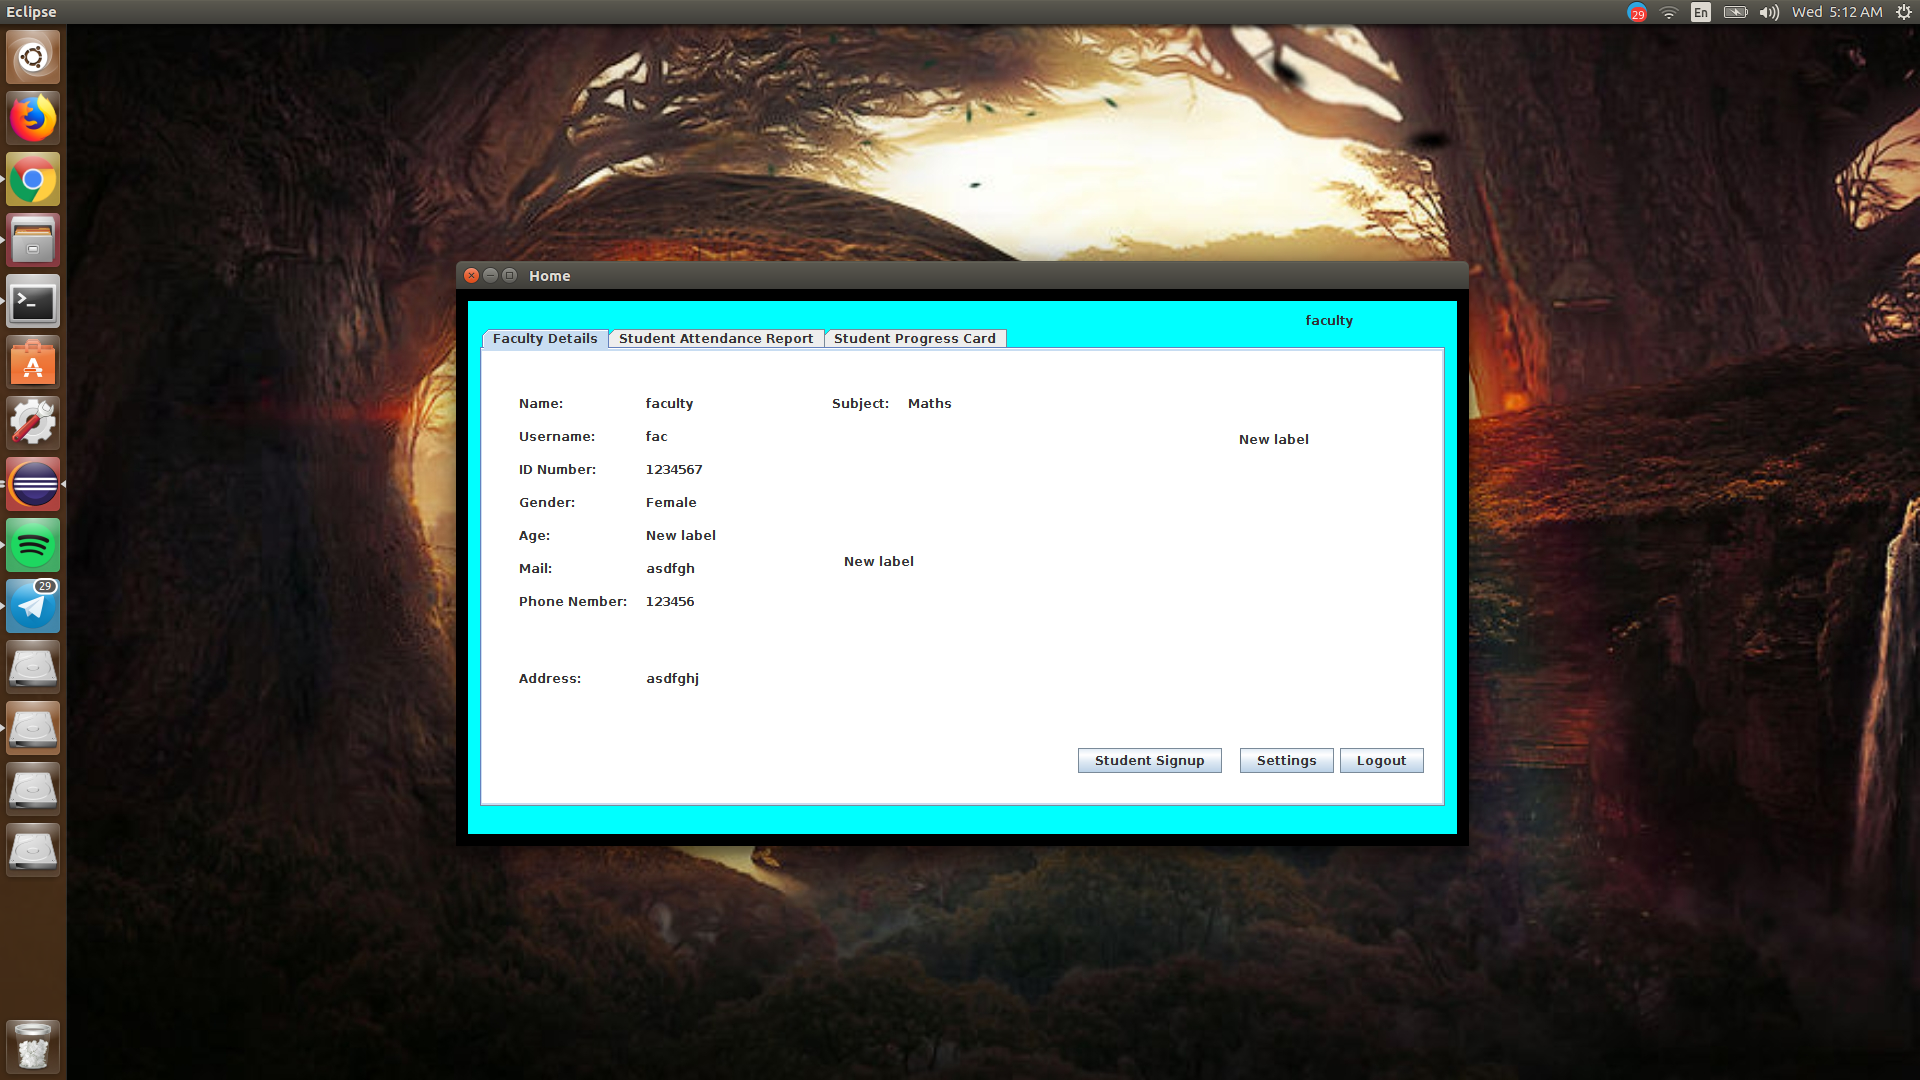 Eclipse
29
En
Wed 5:12 AM
Home
faculty
Faculty Details Student Attendance Report Student Progress Card
Name: faculty Subject: Maths
Username: fac
New label
ID Number: 1234567
Gender: Female
Age: New label
Mail: asdfgh
New label
Phone Nember: 123456
Address: asdfghj
Student Signup Settings Logout
29